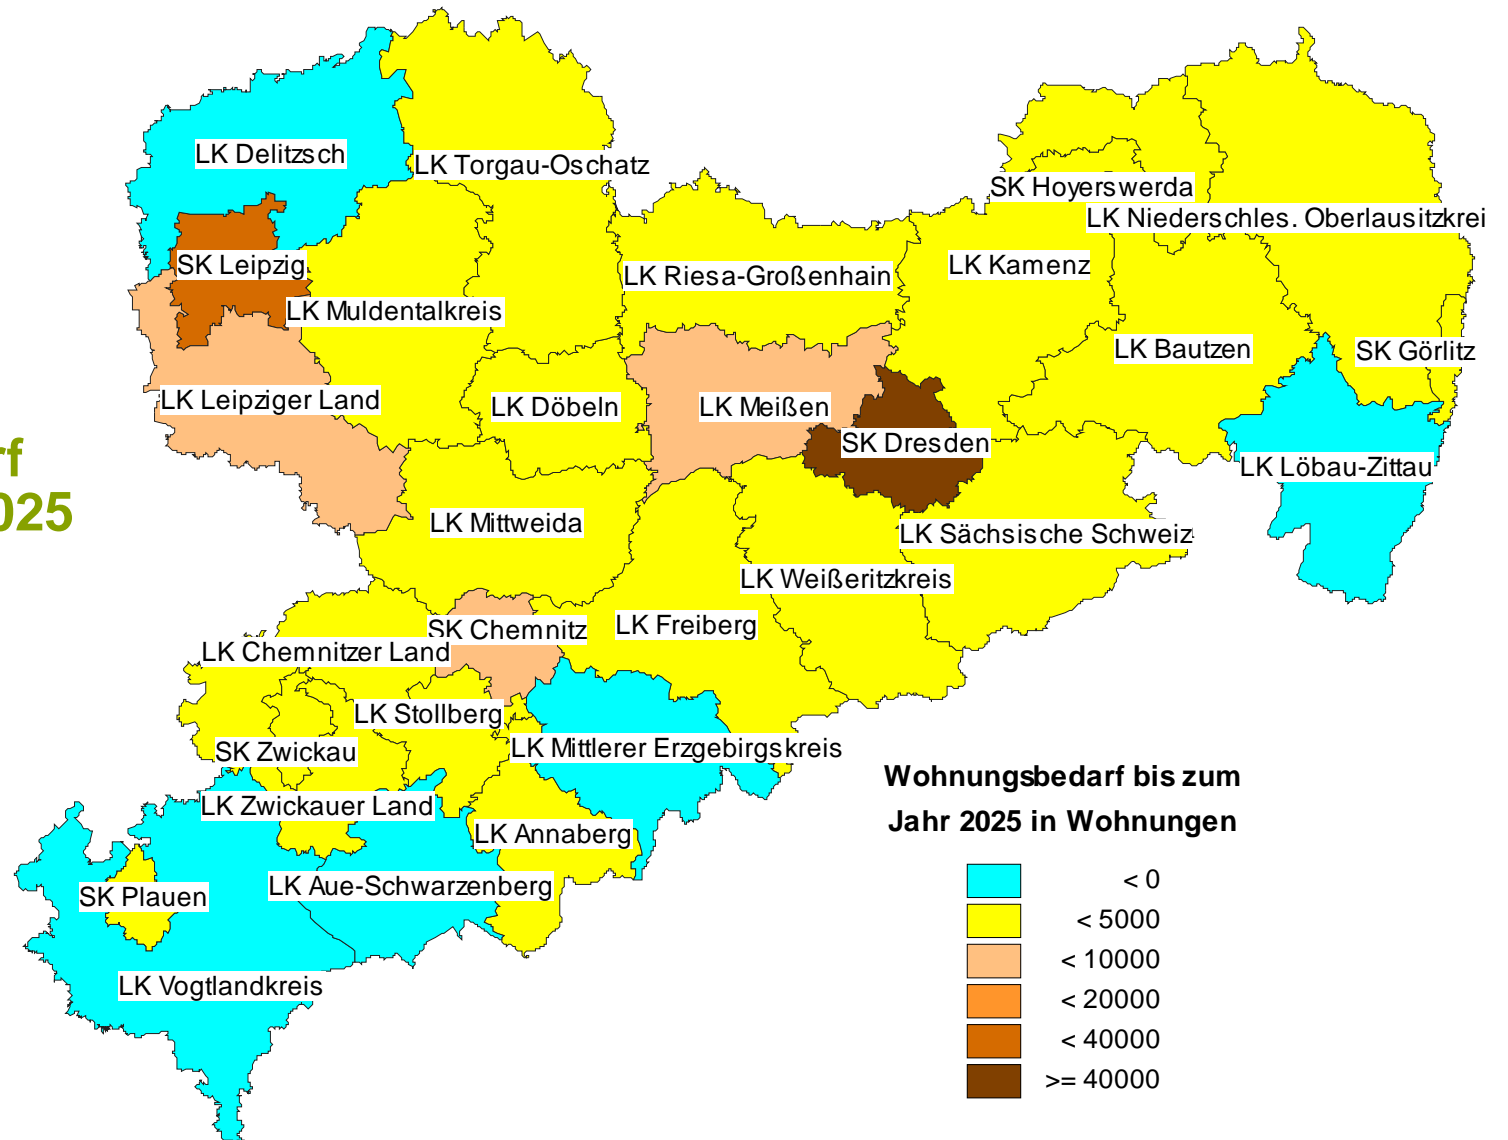 LK Delitzsch
LK Torgau-Oschatz
SK Hoyerswerda
LK Niederschles. Oberlausitzkrei
SK Leipzig
LK Riesa-Großenhain
LK Kamenz
LK Muldentalkreis
LK Bautzen
SK Görlitz
LK Leipziger Land
LK Döbeln
LK Meißen
SK Dresden
rf
025
LK Löbau-Zittau
LK Mittweida
LK Sächsische Schweiz
LK Weißeritzkreis
SK Chemnitz
LK Freiberg
LK Chemnitzer Land
LK Stollberg
SK Zwickau
LK Mittlerer Erzgebirgskreis
LK Zwickauer Land
LK Annaberg
SK Plauen
LK Aue-Schwarzenberg
LK Vogtlandkreis
Wohnungsbedarf bis zum
Jahr 2025 in Wohnungen
< 0
< 5000
< 10000
< 20000
< 40000
>= 40000